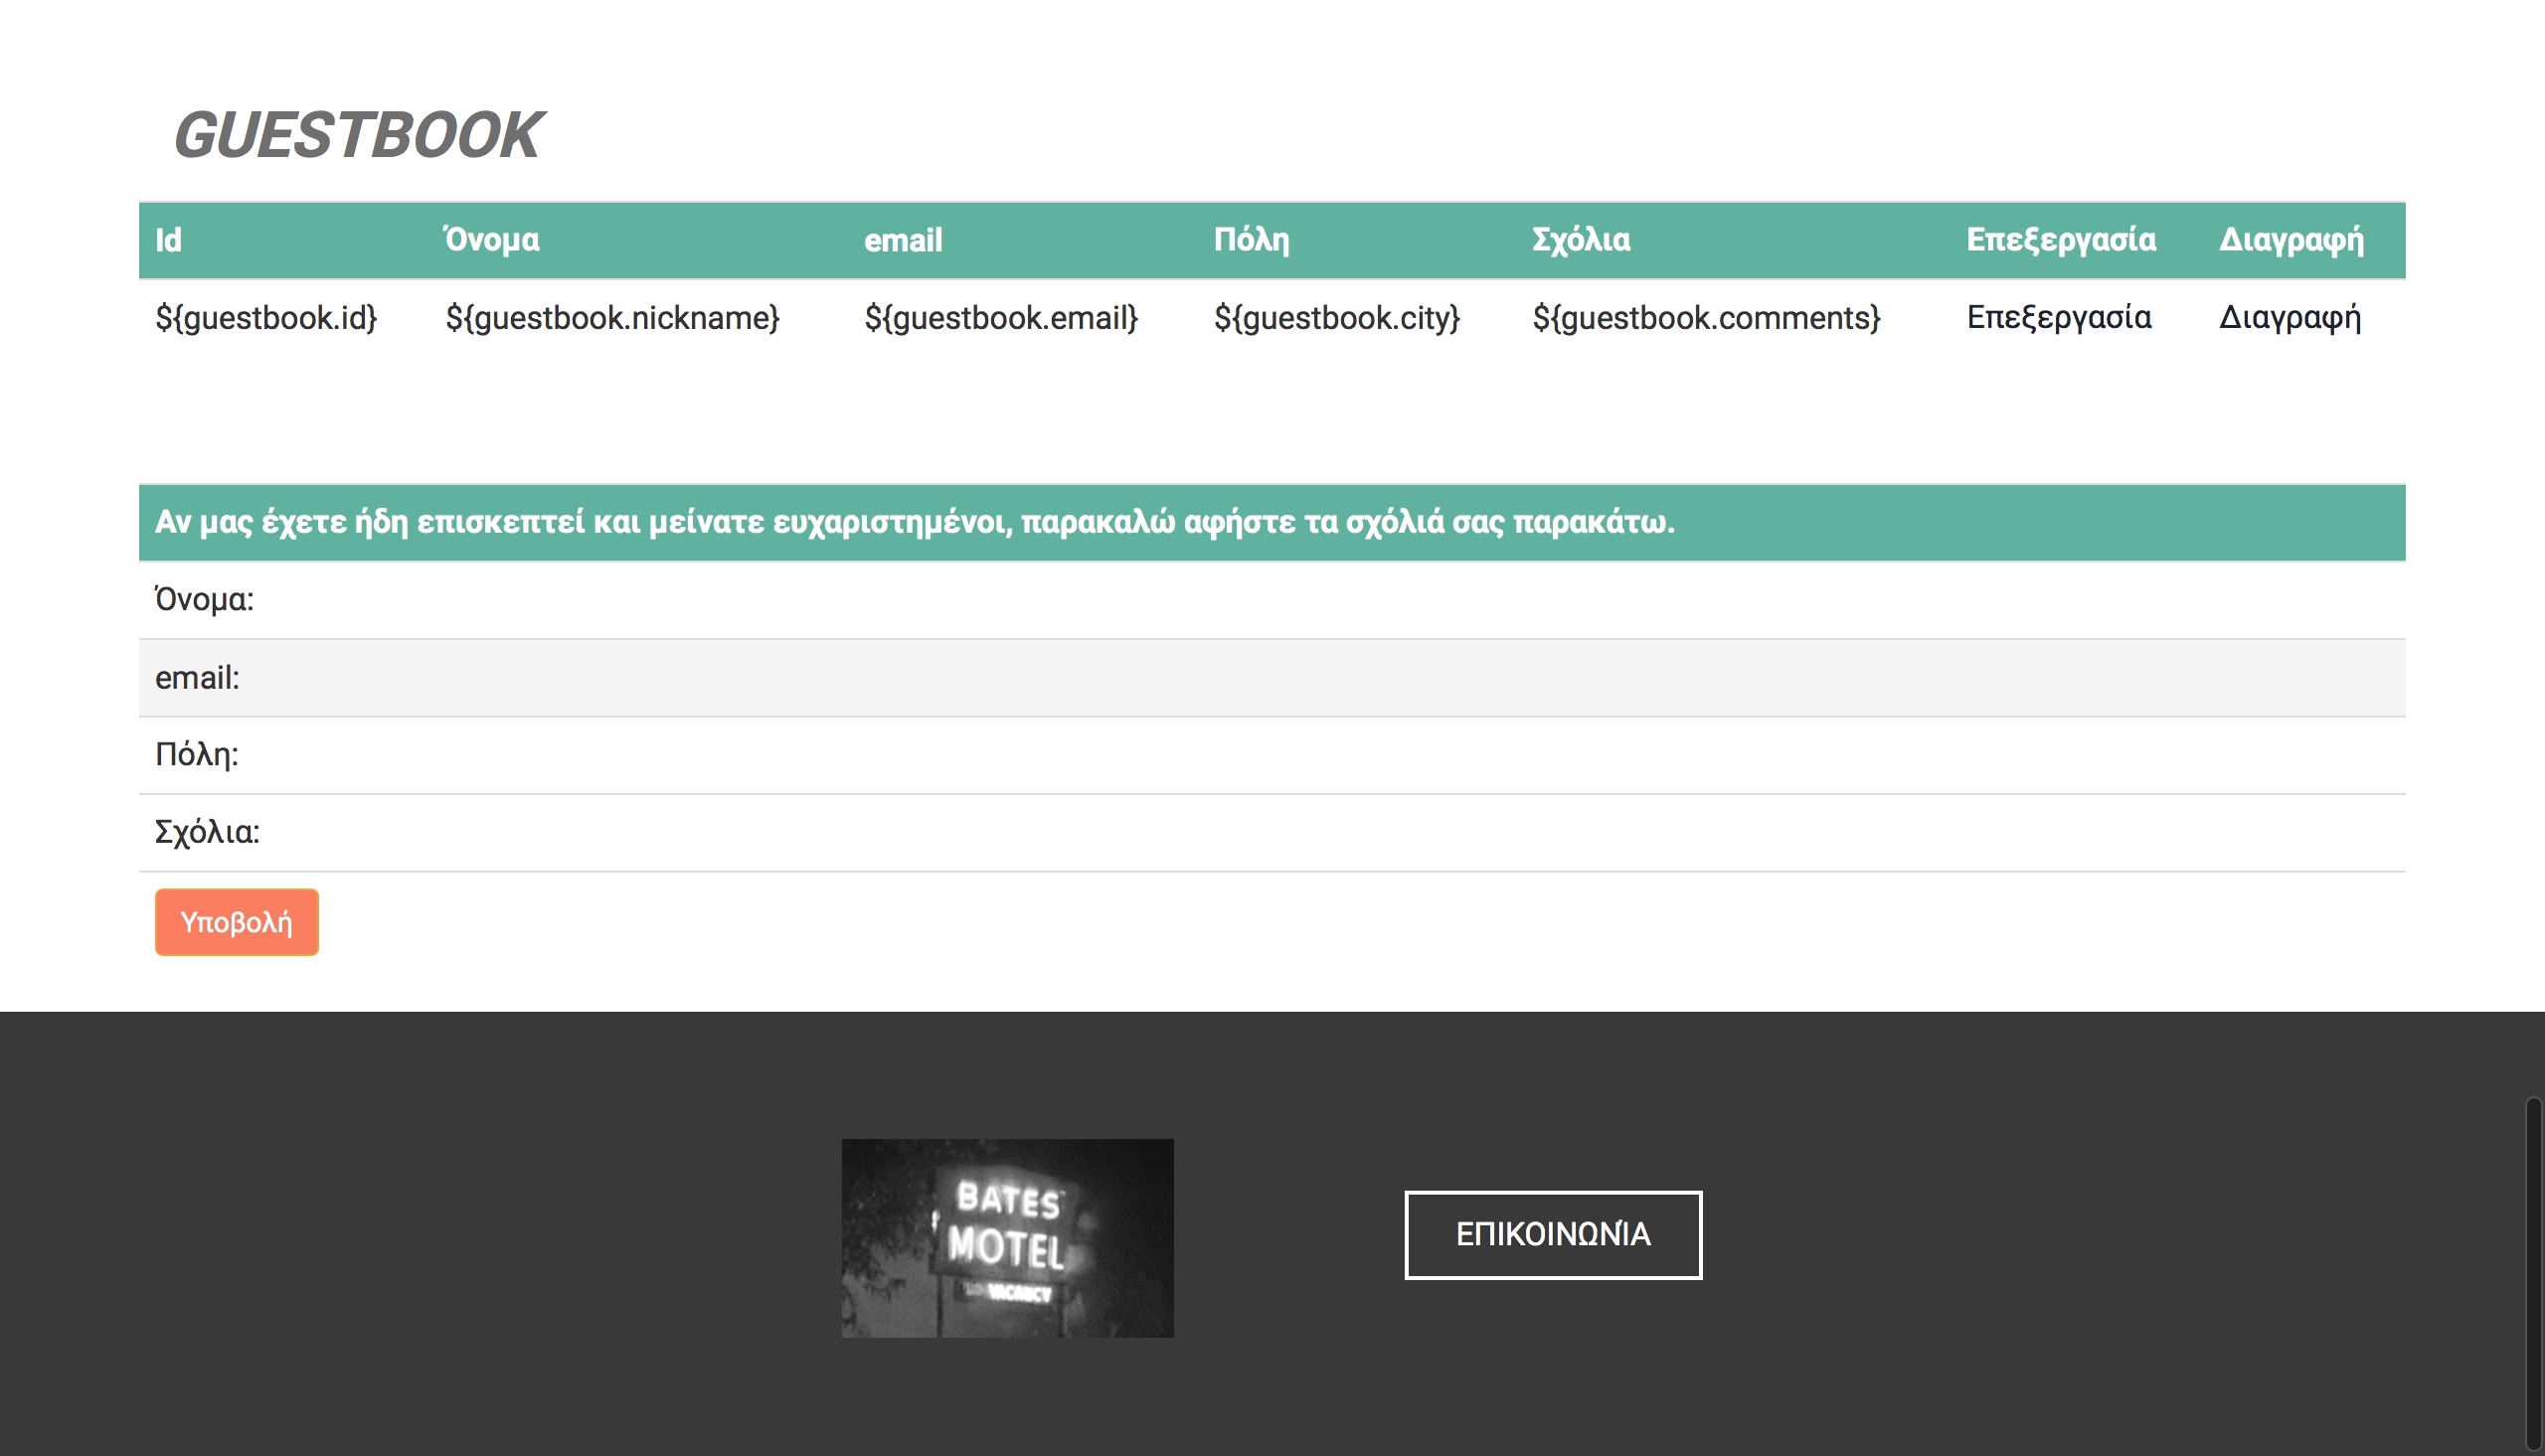 GUESTBOOK
Id Όνομα email Πόλη Σχόλια Επεξεργασία Διαγραφή
${guestbook.id} ${guestbook.nickname} ${guestbook.email} ${guestbook.city} ${guestbook.comments} Επεξεργασία Διαγραφή
Αν μας έχετε ήδη επισκεπτεί και μείνατε ευχαριστημένοι, παρακαλώ αφήστε τα σχόλιά σας παρακάτω.
Όνομα:
email:
Πόλη:
Σχόλια:
Υποβολή
BATES
MOTEL
VACANCY
ΕΠΙΚΟΙΝΩΝΊΑ